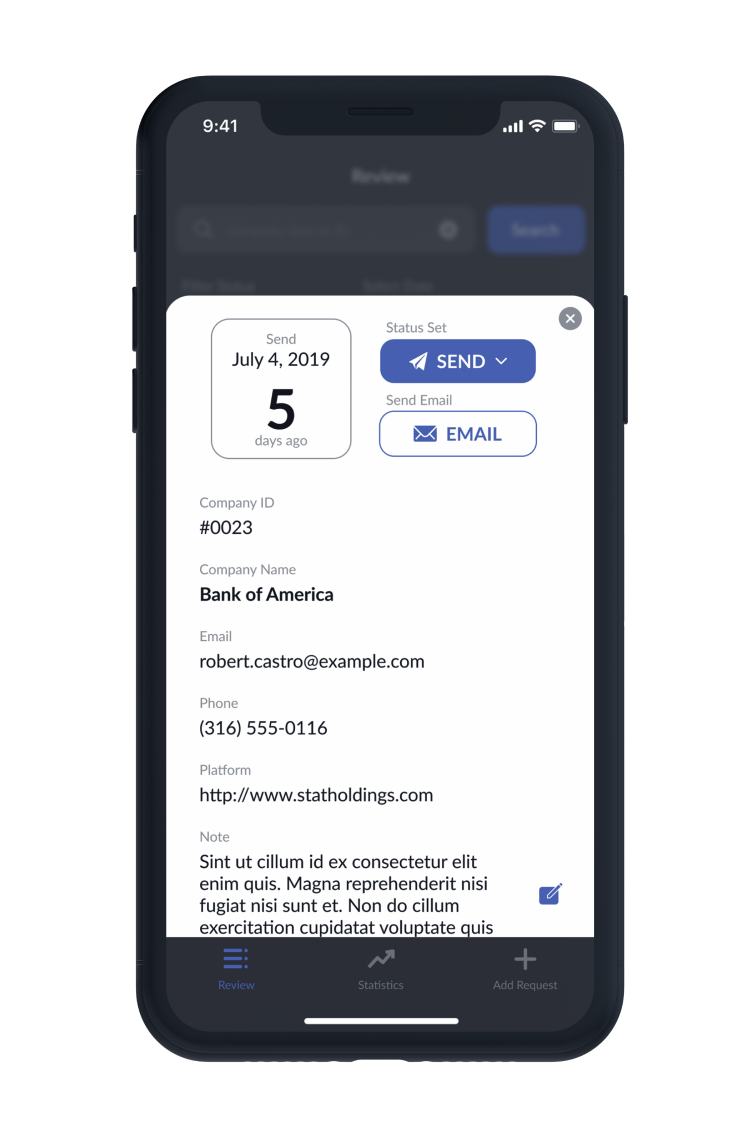 9:41
Review
Search
Filter Status
Select Date
Send
July 4, 2019
5
days ago
Status Set
SEND
Send Email
EMAIL
Company ID
#0023
Company Name
Bank of America
Email
robert.castro@example.com
Phone
(316) 555-0116
Platform
http://www.statholdings.com
Note
Sint ut cillum id ex consectetur elit
enim quis. Magna reprehenderit nisi
fugiat nisi sunt et. Non do cillum
exercitation cupidatat voluptate quis
Review
Statistics
Add Request